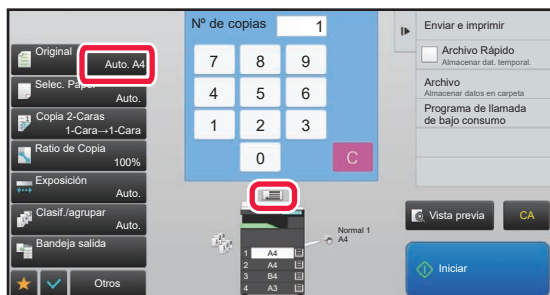 Original
Auto. A4
Selec. Papel
Auto.
Copia 2-Caras
1-Cara→1-Cara
Ratio de Copia
100%
Exposición
Auto.
Clasif./agrupar
Auto.
Bandeja salida
Otros
Nº de copias
1
7 8 9
4 5 6
1 2 3
0 C
Normal 1
A4
1 A4
2 A4
3 B4
4 A3
Enviar e imprimir
Archivo Rápido
Almacenar dat. temporal.
Archivo
Almacenar datos en carpeta
Programa de llamada
de bajo consumo
Vista previa
CA
Iniciar